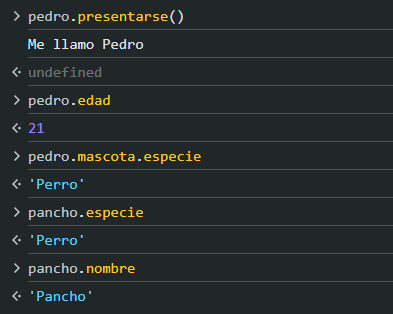 > pedro.presentarse()
Me llamo Pedro
undefined
> pedro.edad
21
> pedro.mascota.especie
'Perro'
> pancho.especie
'Perro'
> pancho.nombre
'Pancho'